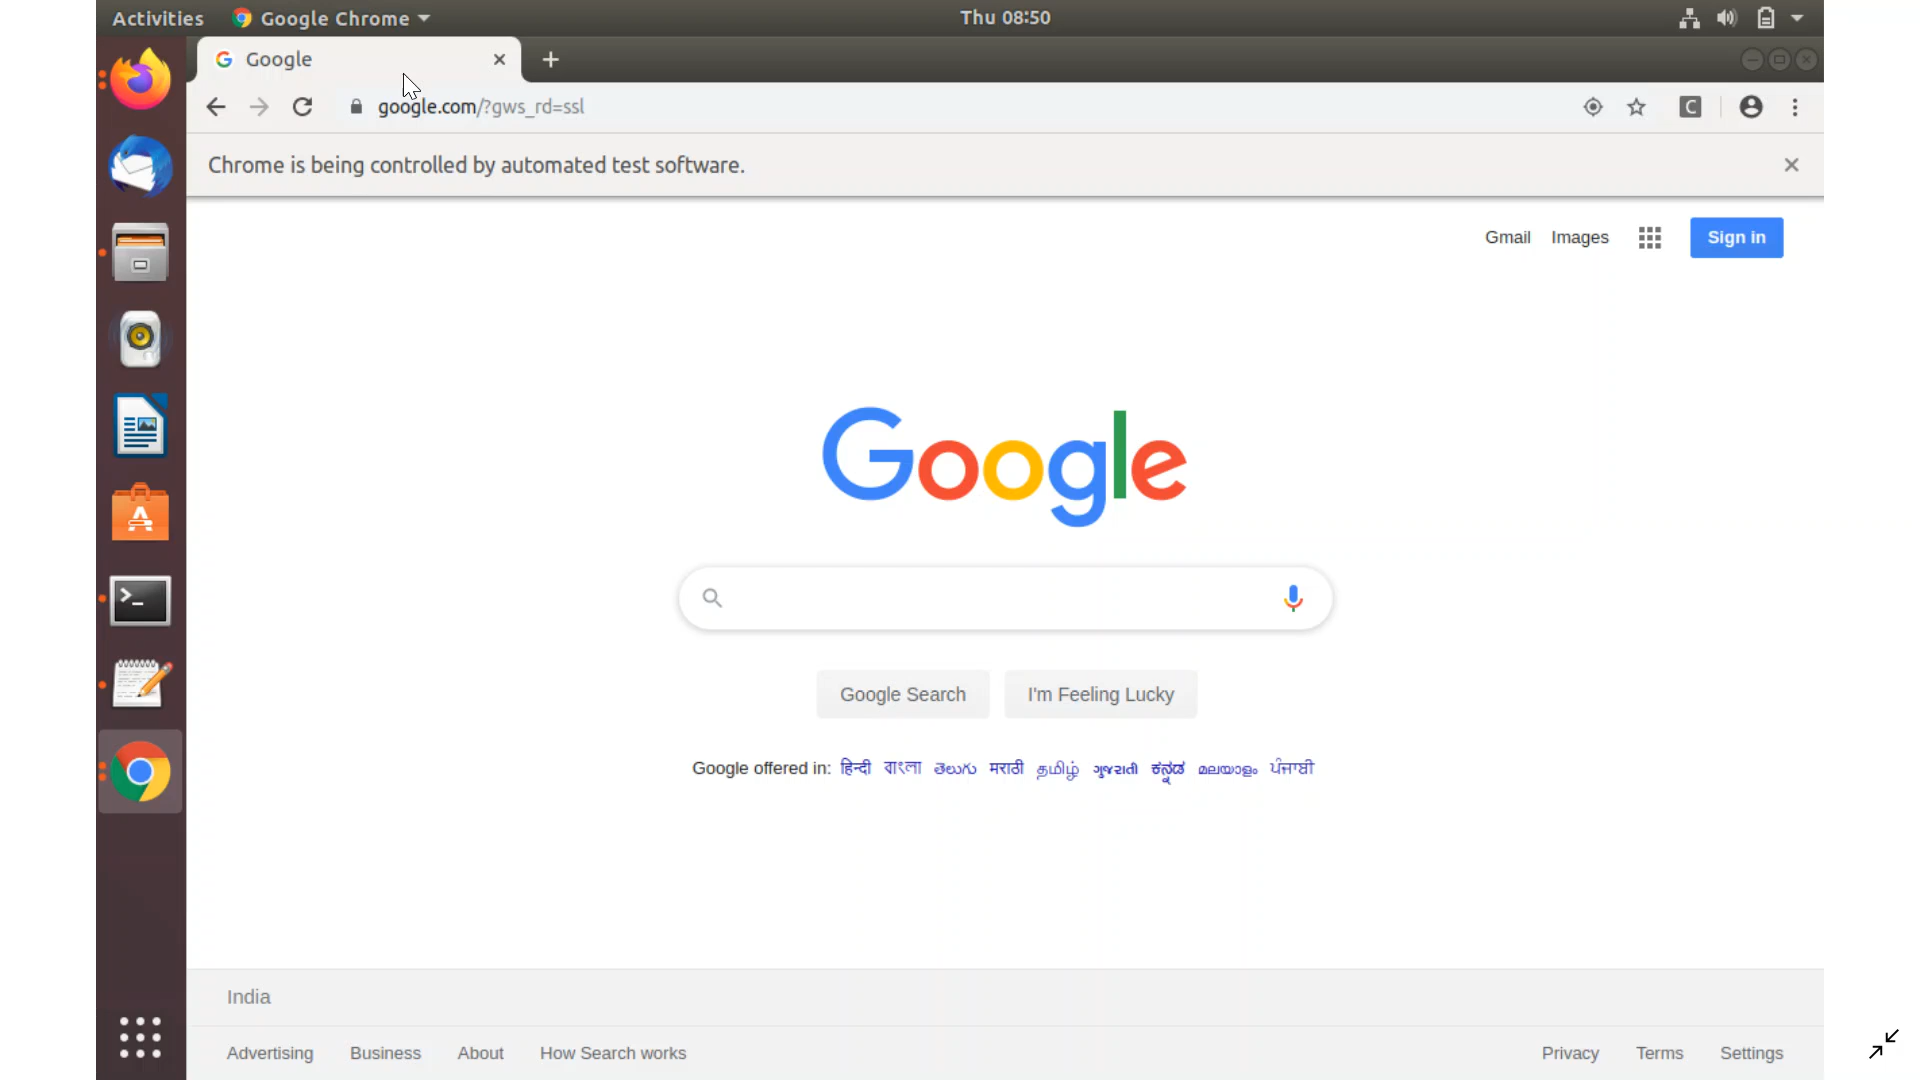 Activities Google Chrome Thu 08:50
Google
google.com/?gws_rd=ssl
Chrome is being controlled by automated test software.
Gmail Images Sign in
Google
Google Search I'm Feeling Lucky
Google offered in: हिन्दी বাংলা తెలుగు मराठी தமிழ் ગુજરાતી ಕನ್ನಡ മലയാളം ਪੰਜਾਬੀ
India
Advertising Business About How Search works Privacy Terms Settings